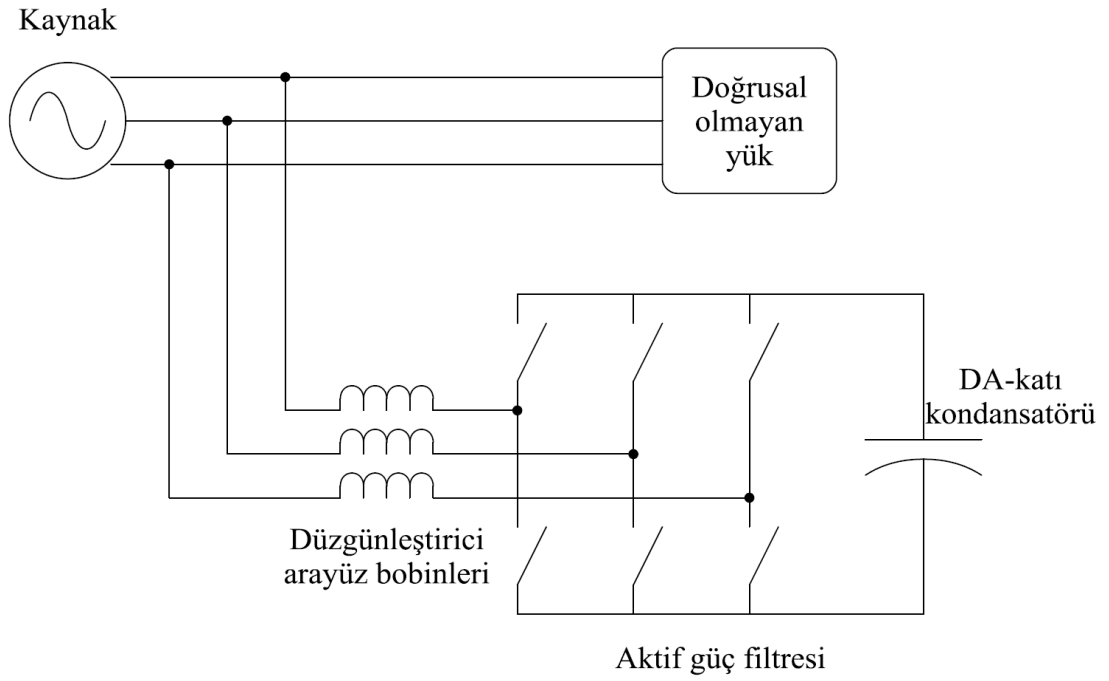 Kaynak
Doğrusal
olmayan
yük
DA-katı
kondansatörü
Düzgünleştirici
arayüz bobinleri
Aktif güç filtresi